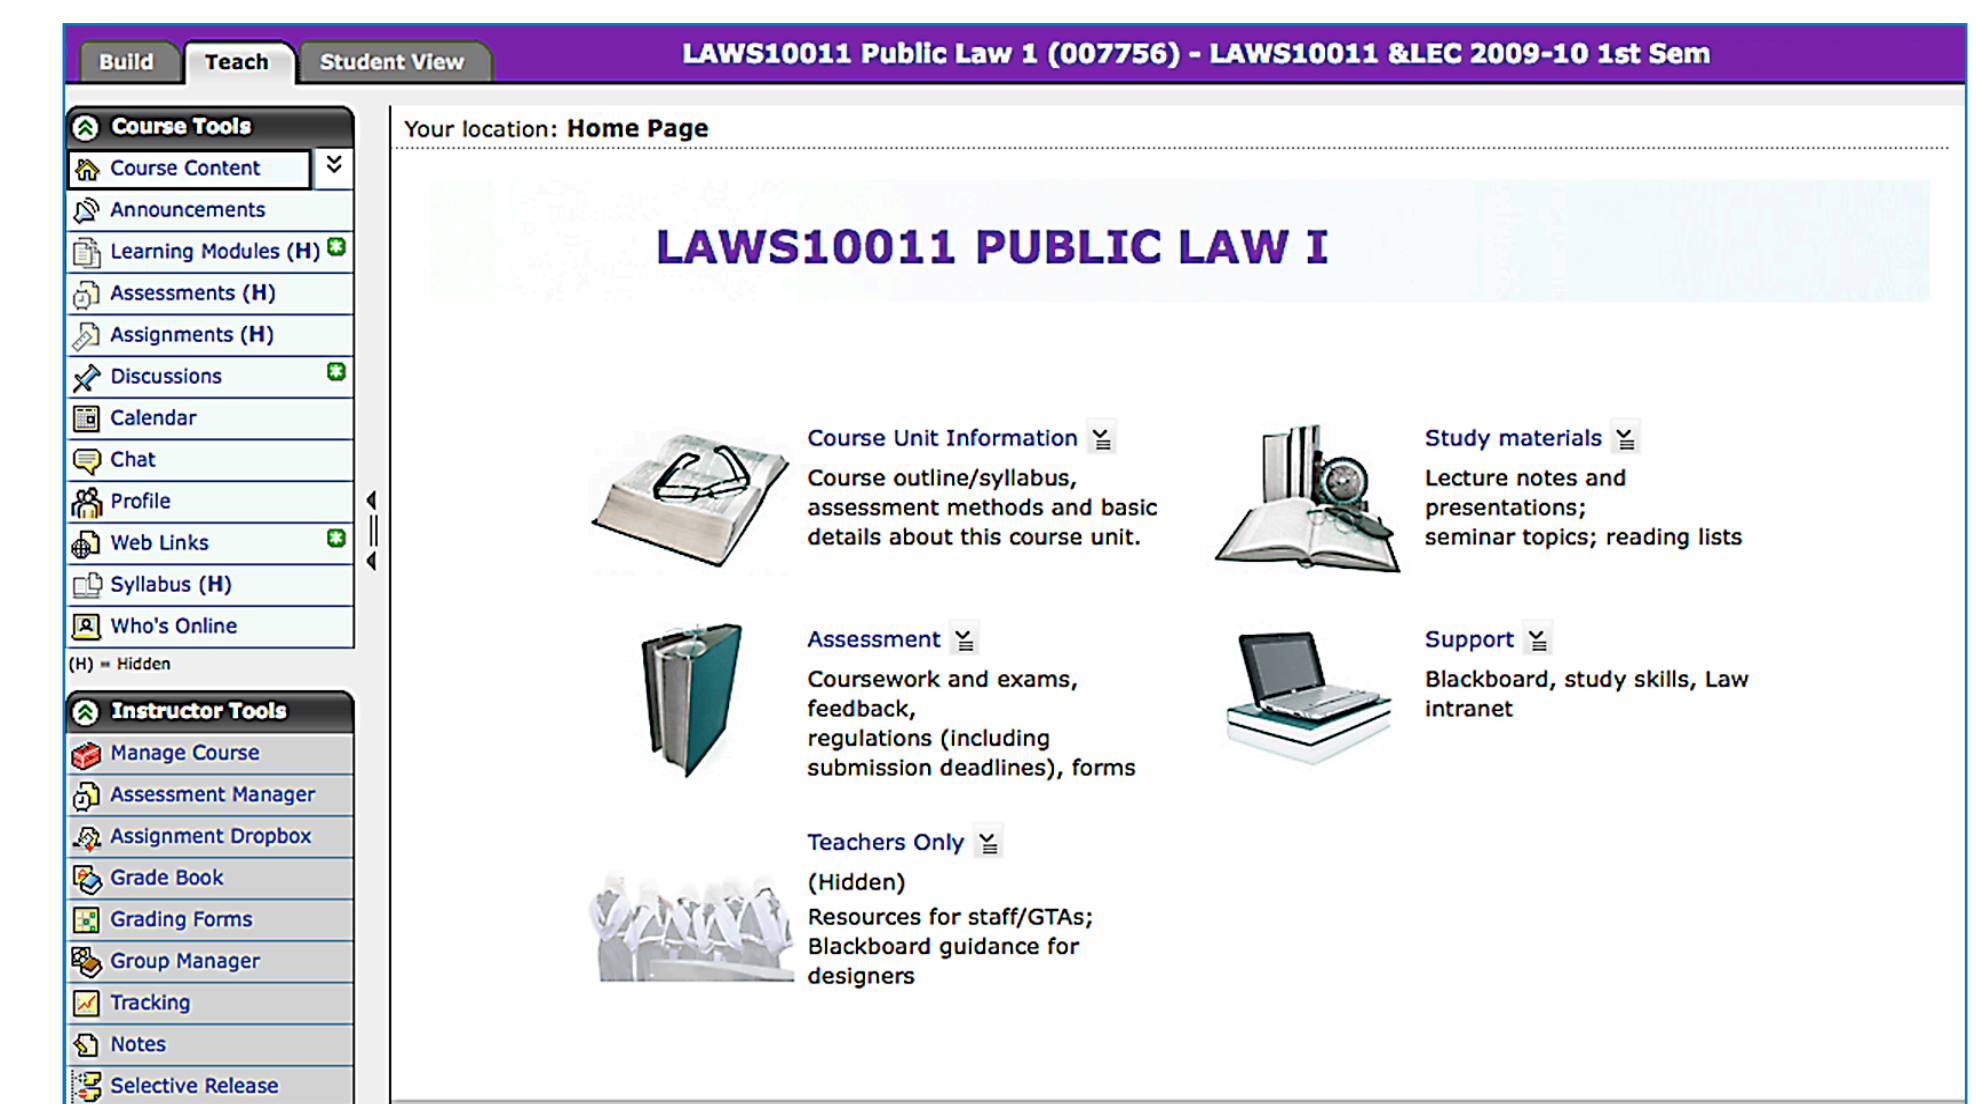 Build
Teach
Student View
LAWS10011 Public Law 1 (007756) - LAWS10011 &LEC 2009-10 1st Sem
Course Tools
Course Content
Announcements
Learning Modules (H)
Assessments (H)
Assignments (H)
Discussions
Calendar
Chat
Profile
Web Links
Syllabus (H)
Who's Online
(H) = Hidden
Instructor Tools
Manage Course
Assessment Manager
Assignment Dropbox
Grade Book
Grading Forms
Group Manager
Tracking
Notes
Selective Release
Your location: Home Page
LAWS10011 PUBLIC LAW I
Course Unit Information
Course outline/syllabus,
assessment methods and basic
details about this course unit.
Study materials
Lecture notes and
presentations;
seminar topics; reading lists
Assessment
Coursework and exams,
feedback,
regulations (including
submission deadlines), forms
Support
Blackboard, study skills, Law
intranet
Teachers Only
(Hidden)
Resources for staff/GTAs;
Blackboard guidance for
designers